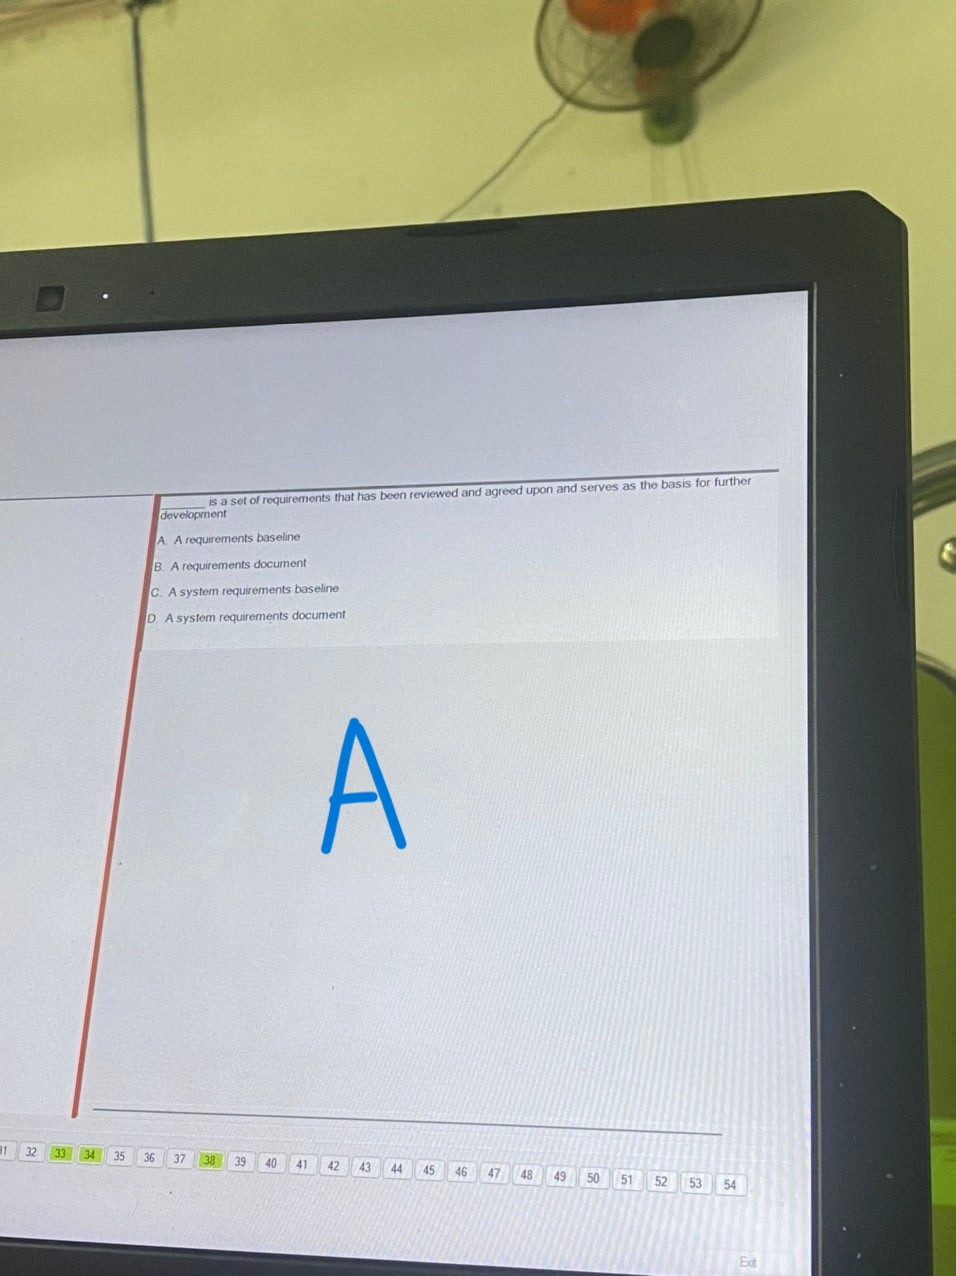 ______ is a set of requirements that has been reviewed and agreed upon and serves as the basis for further
development
A. A requirements baseline
B. A requirements document
C. A system requirements baseline
D. A system requirements document
A
31 32 33 34 35 36 37 38 39 40 41 42 43 44 45 46 47 48 49 50 51 52 53 54
Exit